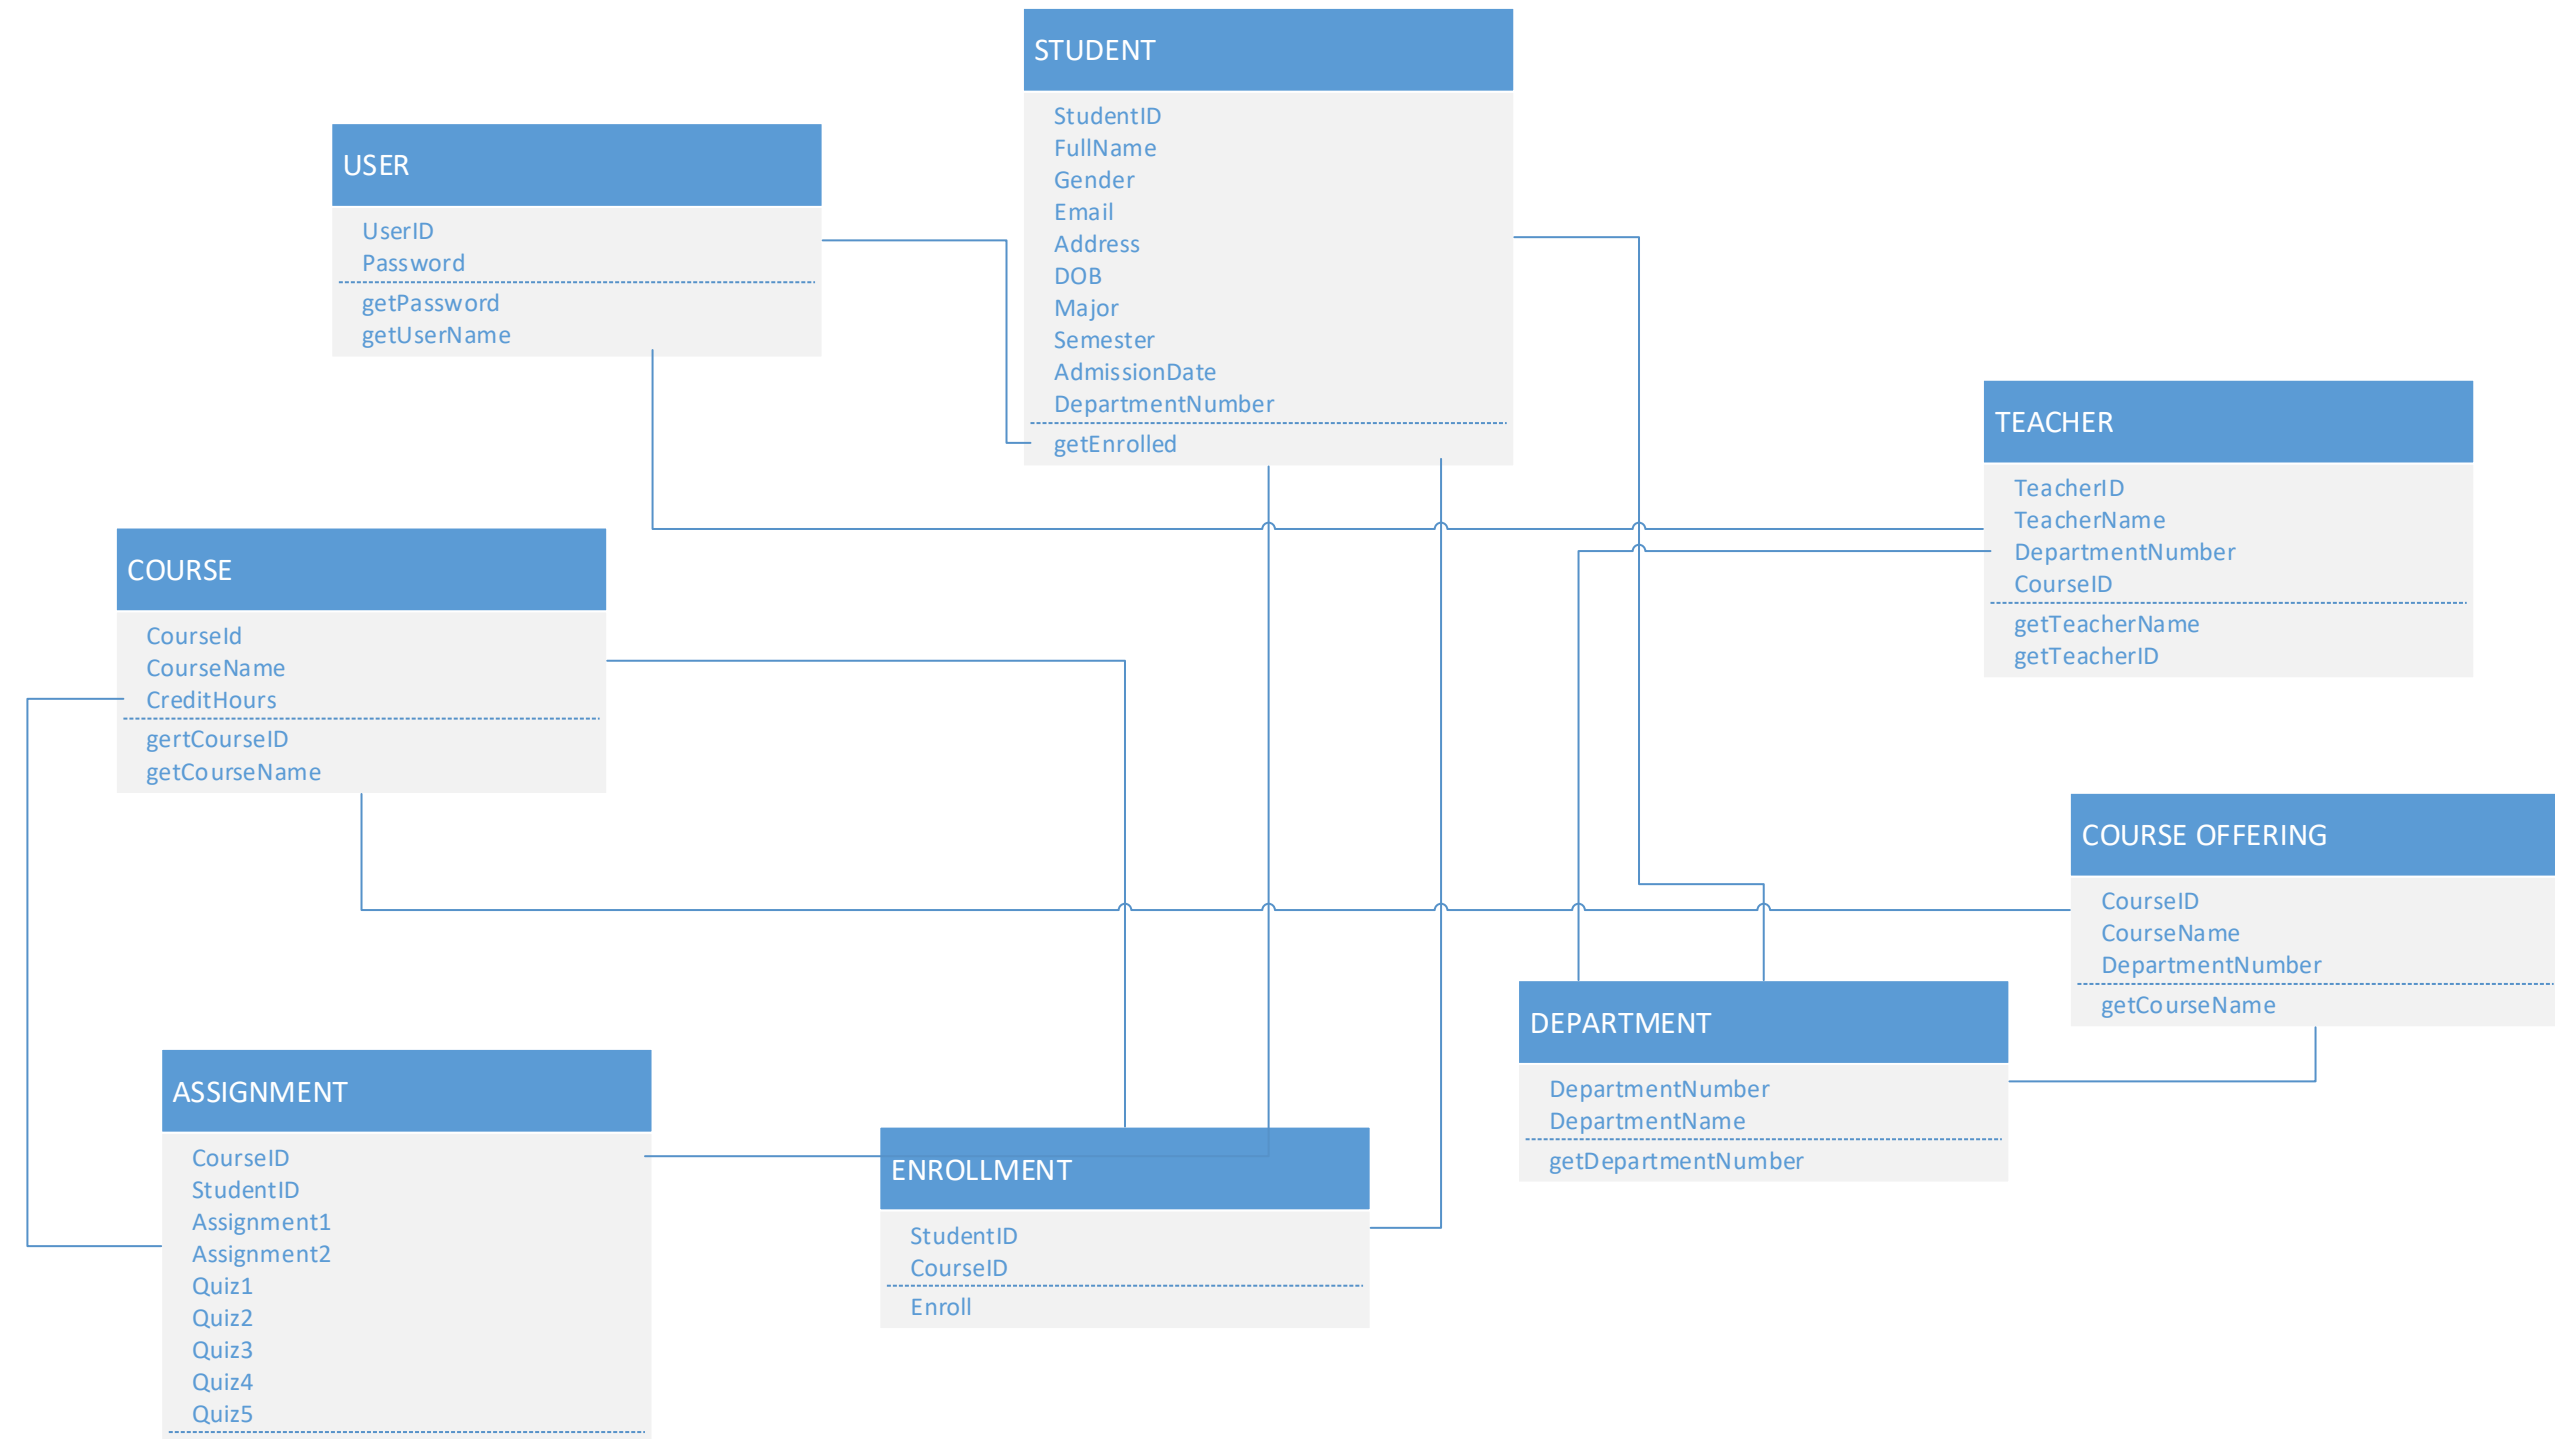 STUDENT
StudentID
FullName
Gender
Email
Address
DOB
Major
Semester
AdmissionDate
DepartmentNumber
getEnrolled
USER
UserID
Password
getPassword
getUserName
TEACHER
TeacherID
TeacherName
DepartmentNumber
CourseID
getTeacherName
getTeacherID
COURSE
CourseId
CourseName
CreditHours
gertCourseID
getCourseName
COURSE OFFERING
CourseID
CourseName
DepartmentNumber
getCourseName
DEPARTMENT
DepartmentNumber
DepartmentName
getDepartmentNumber
ASSIGNMENT
CourseID
StudentID
Assignment1
Assignment2
Quiz1
Quiz2
Quiz3
Quiz4
Quiz5
ENROLLMENT
StudentID
CourseID
Enroll